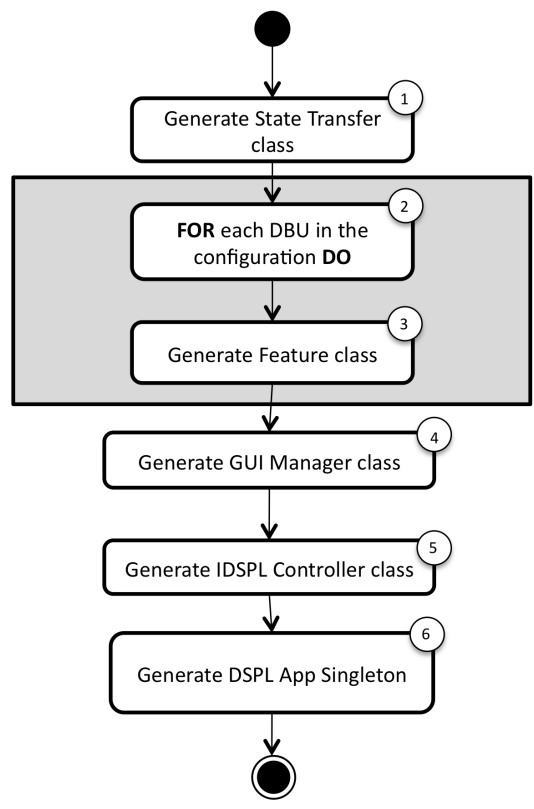 1
Generate State Transfer
class
2
FOR each DBU in the
configuration DO
3
Generate Feature class
4
Generate GUI Manager class
5
Generate IDSPL Controller class
6
Generate DSPL App Singleton